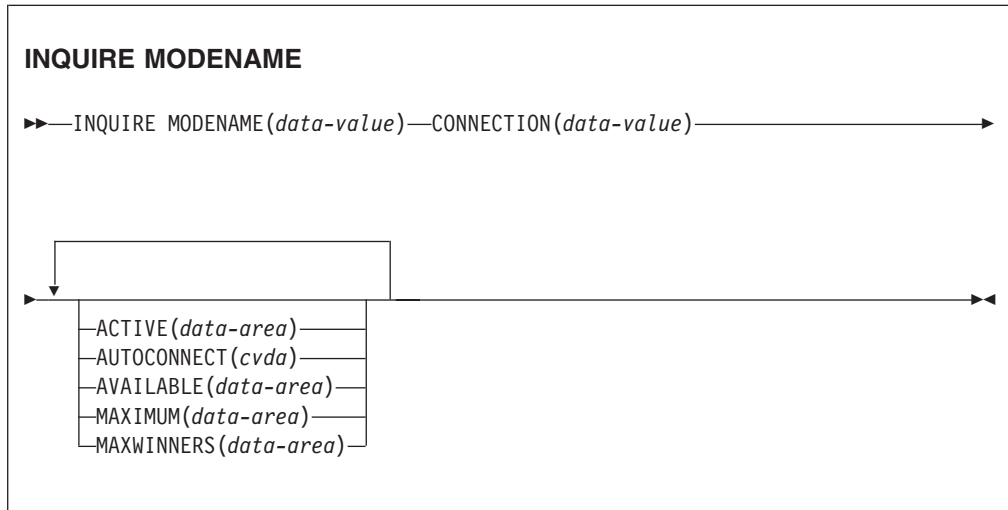 INQUIRE MODENAME
INQUIRE MODENAME(data-value) CONNECTION(data-value)
ACTIVE(data-area)
AUTOCONNECT(cvda)
AVAILABLE(data-area)
MAXIMUM(data-area)
MAXWINNERS(data-area)